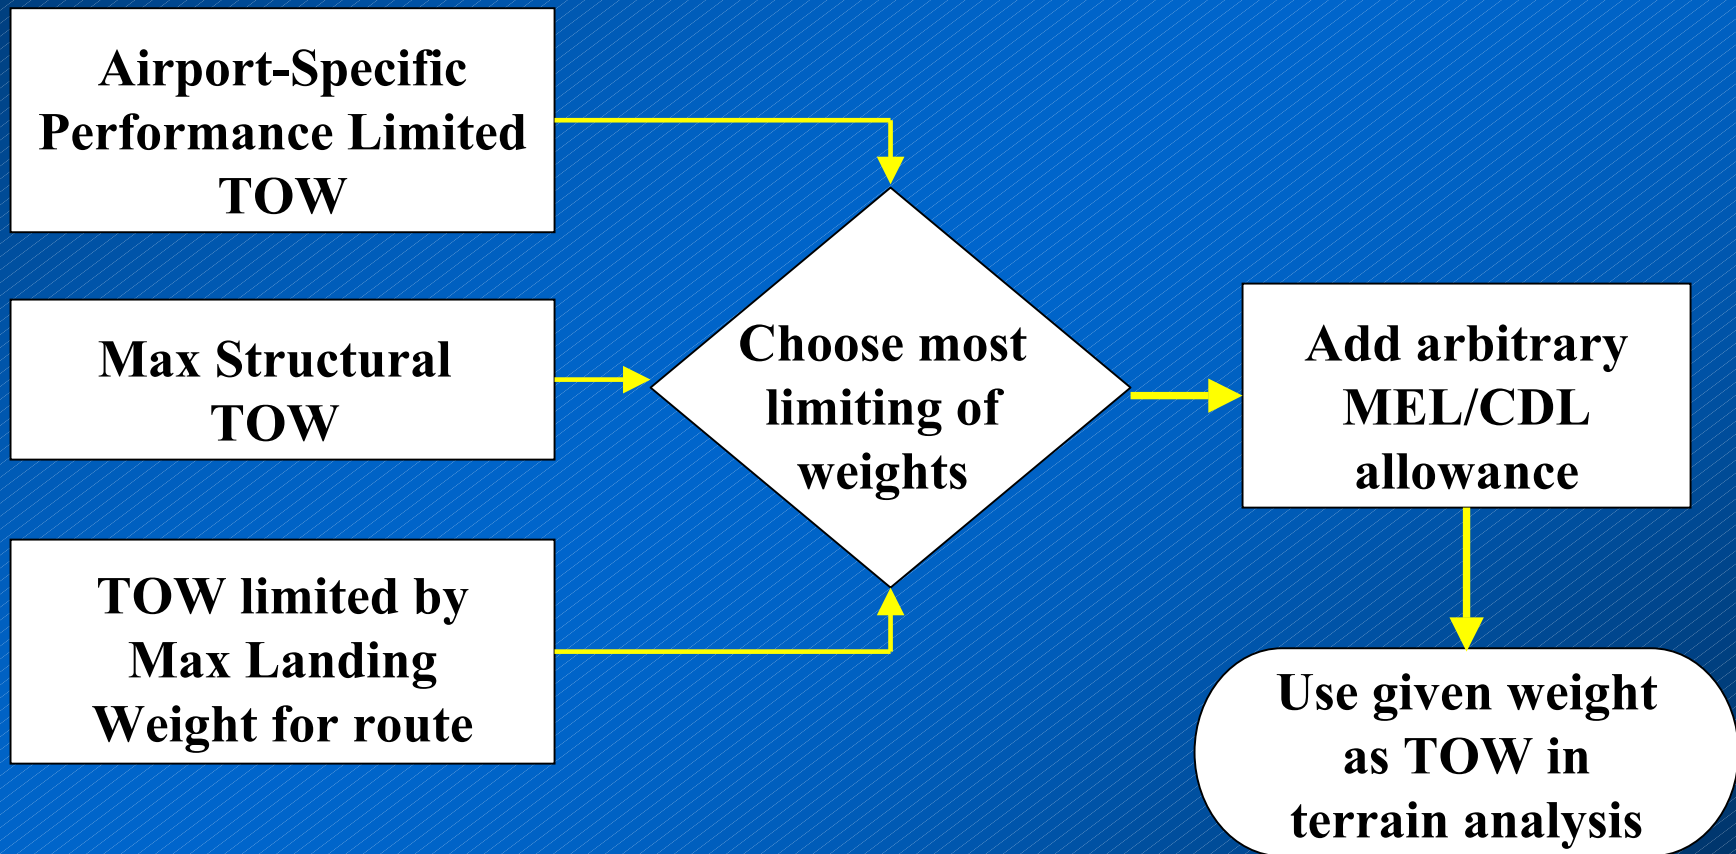 Airport-Specific
Performance Limited
TOW
Max Structural
TOW
TOW limited by
Max Landing
Weight for route
Choose most
limiting of
weights
Add arbitrary
MEL/CDL
allowance
Use given weight
as TOW in
terrain analysis